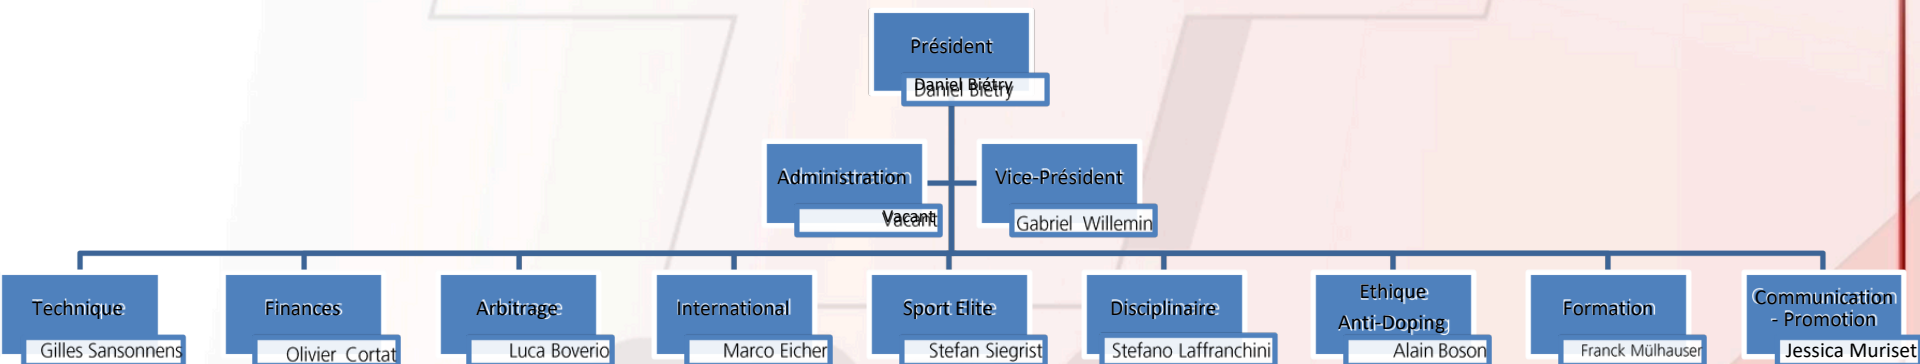 Président
Daniel Biétry
Administration
Vacant
Vice-Président
Gabriel Willemin
Technique
Gilles Sansonnens
Finances
Olivier Cortat
Arbitrage
Luca Boverio
International
Marco Eicher
Sport Elite
Stefan Siegrist
Disciplinaire
Stefano Laffranchini
Ethique
Anti-Doping
Alain Boson
Formation
Franck Mülhauser
Communication
- Promotion
Jessica Muriset